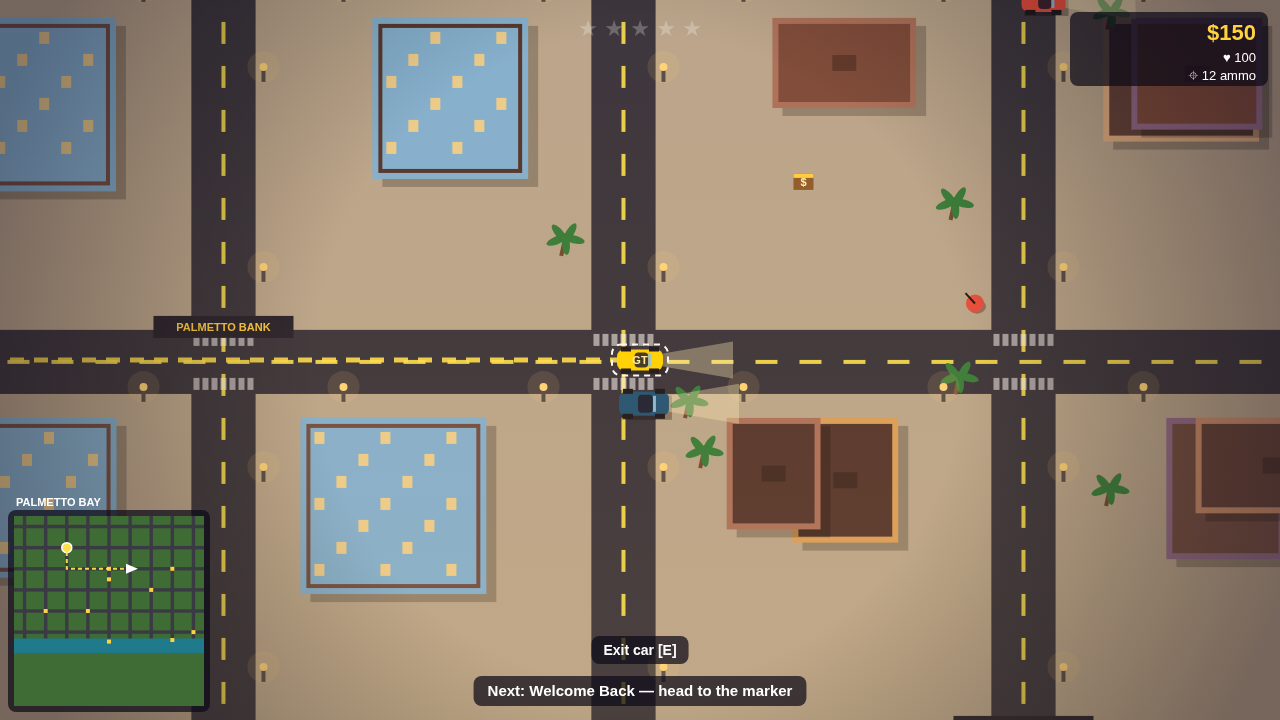 $150
♥ 100
⌖ 12 ammo
$
PALMETTO BANK
GT
PALMETTO BAY
Exit car [E]
Next: Welcome Back — head to the marker